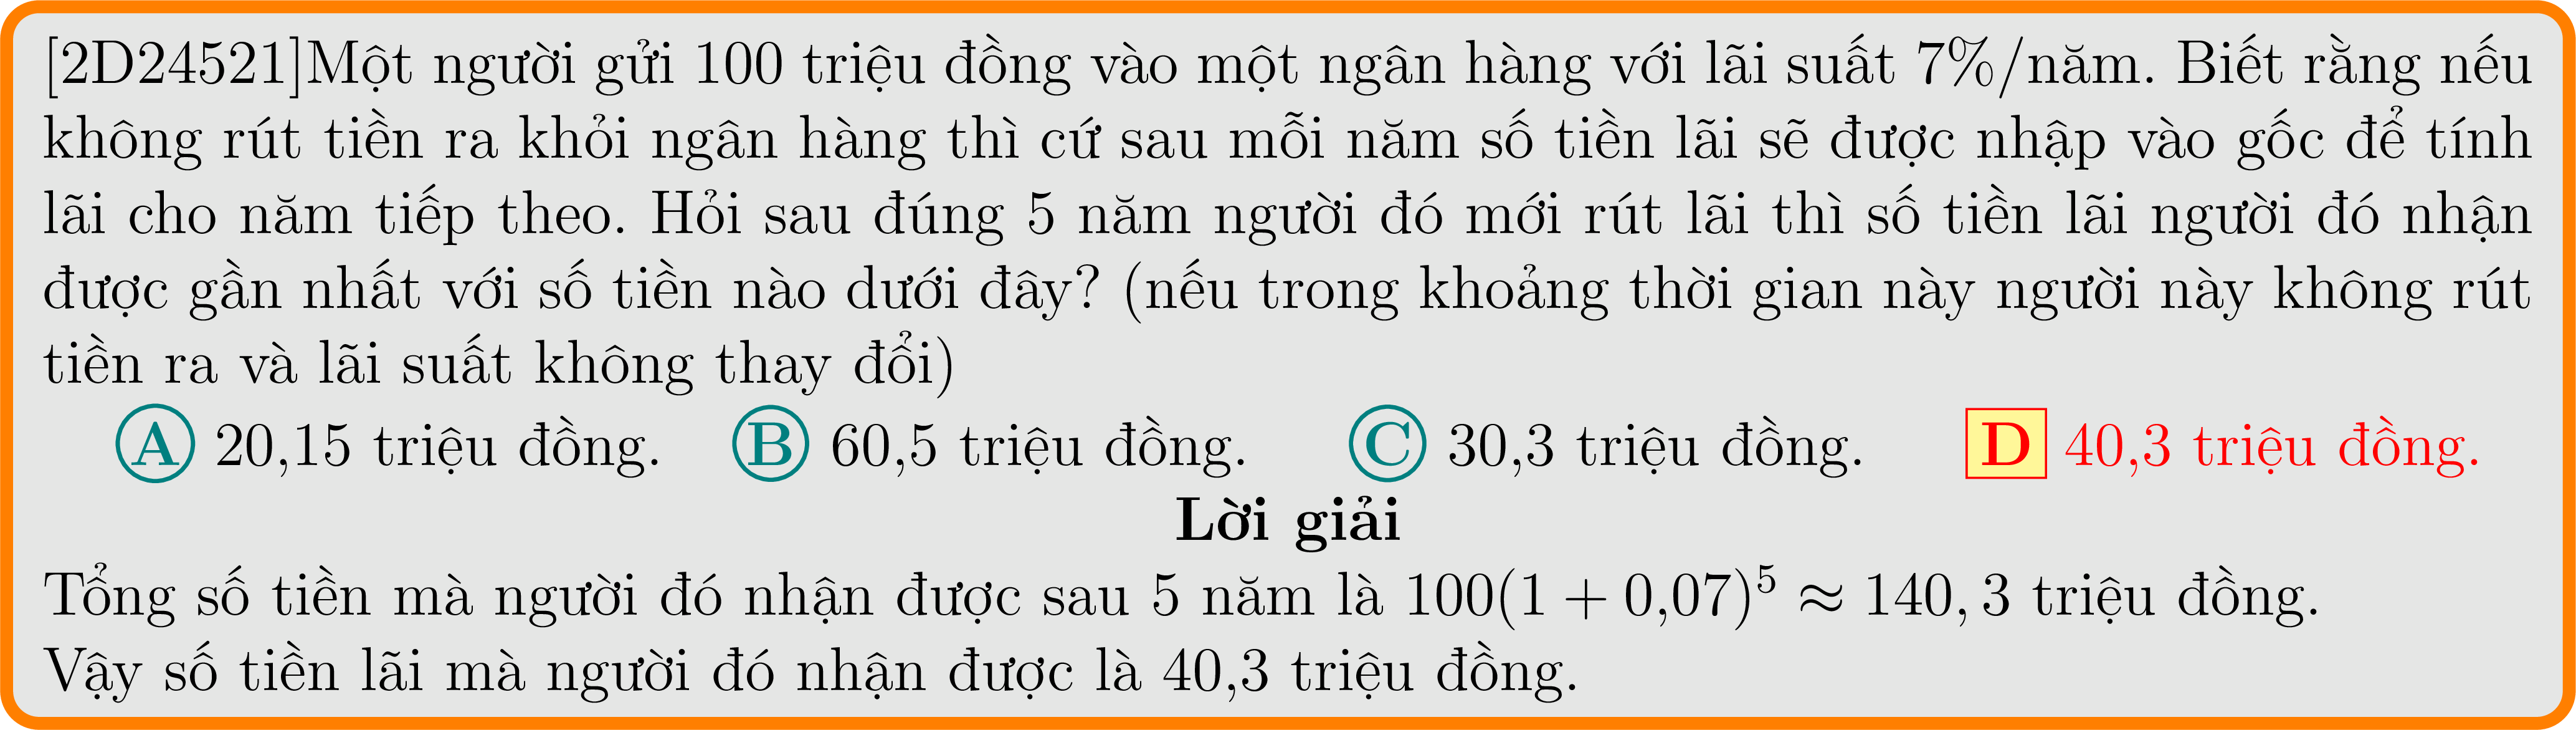 [2D24521]Một người gửi 100 triệu đồng vào một ngân hàng với lãi suất 7%/năm. Biết rằng nếu
không rút tiền ra khỏi ngân hàng thì cứ sau mỗi năm số tiền lãi sẽ được nhập vào gốc để tính
lãi cho năm tiếp theo. Hỏi sau đúng 5 năm người đó mới rút lãi thì số tiền lãi người đó nhận
được gần nhất với số tiền nào dưới đây? (nếu trong khoảng thời gian này người này không rút
tiền ra và lãi suất không thay đổi)
A 20,15 triệu đồng. B 60,5 triệu đồng. C 30,3 triệu đồng. D 40,3 triệu đồng.
Lời giải
Tổng số tiền mà người đó nhận được sau 5 năm là 100(1 + 0,07)⁵ ≈ 140, 3 triệu đồng.
Vậy số tiền lãi mà người đó nhận được là 40,3 triệu đồng.